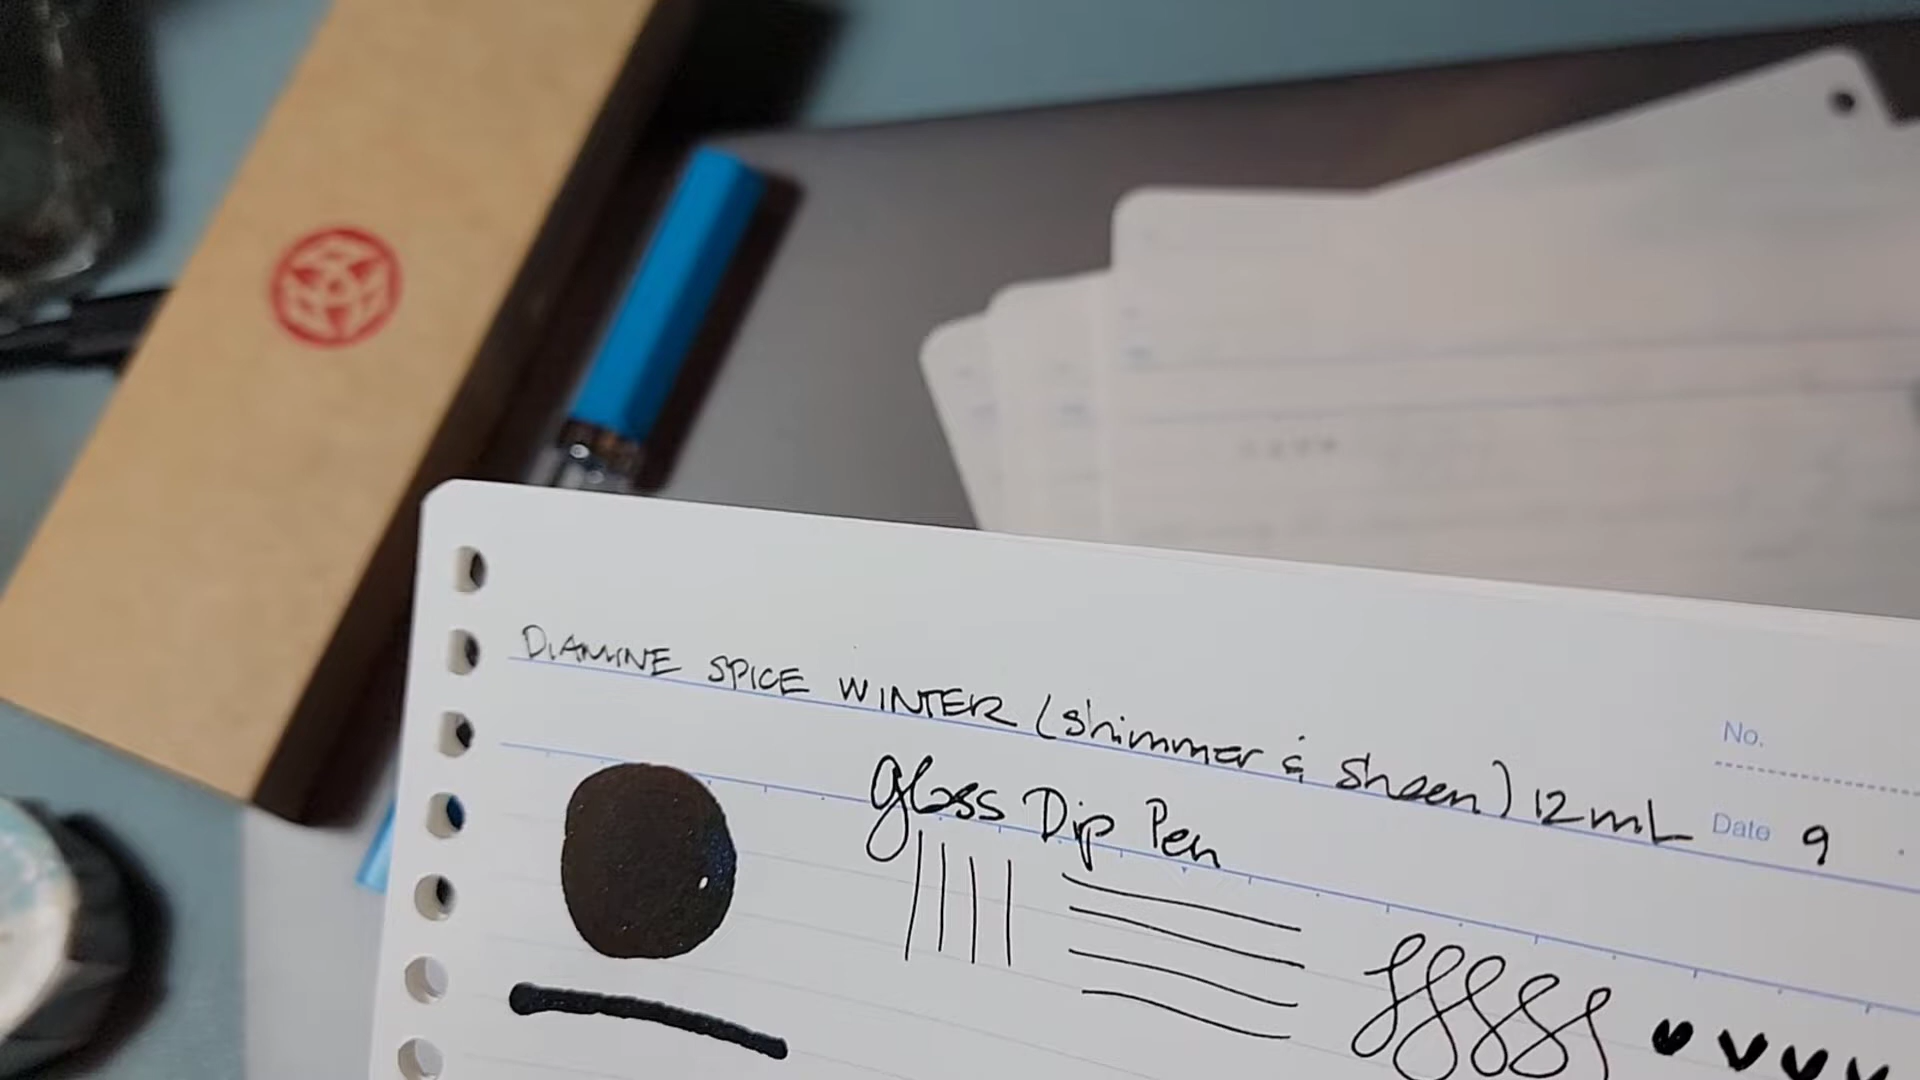 DIAMINE SPICE WINTER (shimmer & sheen) 12mL
No.
glass Dip Pen
Date 9